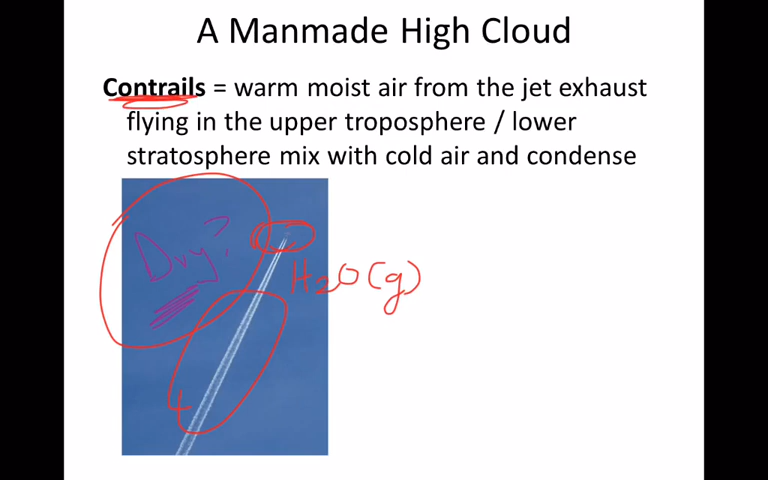 A Manmade High Cloud
Contrails = warm moist air from the jet exhaust
flying in the upper troposphere / lower
stratosphere mix with cold air and condense
Dry?
H2O(g)